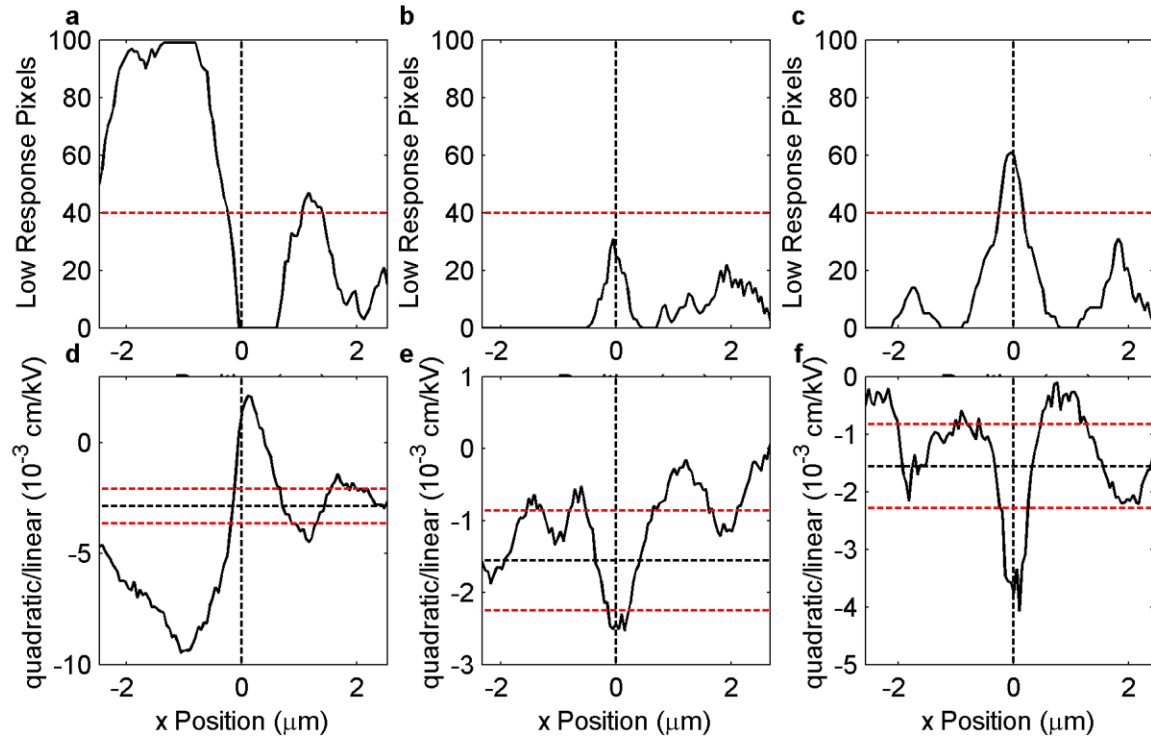 a b c
Low Response Pixels
100
80
60
40
20
0
-2 0 2
Low Response Pixels
100
80
60
40
20
0
-2 0 2
Low Response Pixels
100
80
60
40
20
0
-2 0 2
d e f
quadratic/linear (10⁻³ cm/kV)
0
-5
-10
-2 0 2
x Position (μm)
quadratic/linear (10⁻³ cm/kV)
1
0
-1
-2
-3
-2 0 2
x Position (μm)
quadratic/linear (10⁻³ cm/kV)
0
-1
-2
-3
-4
-5
-2 0 2
x Position (μm)